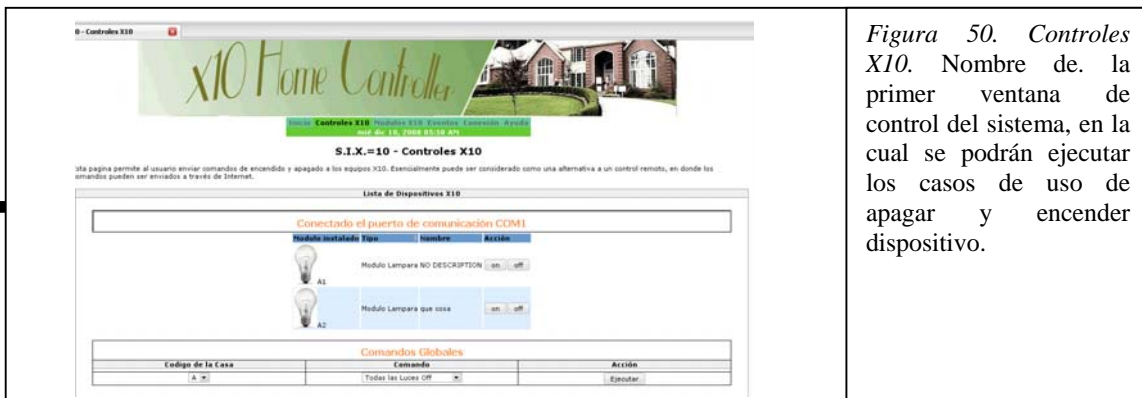 0 - Controles X10
X10 Home Controller
Inicio Controles X10 Modulos X10 Eventos Conexión Ayuda
mié dic 10, 2008 05:50 AM
S.I.X.=10 - Controles X10
sta pagina permite al usuario enviar comandos de encendido y apagado a los equipos X10. Esencialmente puede ser considerado como una alternativa a un control remoto, en donde los
omandos pueden ser enviados a través de Internet.
Lista de Dispositivos X10
Conectado el puerto de comunicación COM1
Modulo instalado Tipo Nombre Acción
A1 Modulo Lampara NO DESCRIPTION on off
A2 Modulo Lampara que cosa on off
Comandos Globales
Codigo de la Casa Comando Acción
A Todas las Luces Off Ejecutar
Figura 50. Controles
X10. Nombre de. la
primer ventana de
control del sistema, en la
cual se podrán ejecutar
los casos de uso de
apagar y encender
dispositivo.